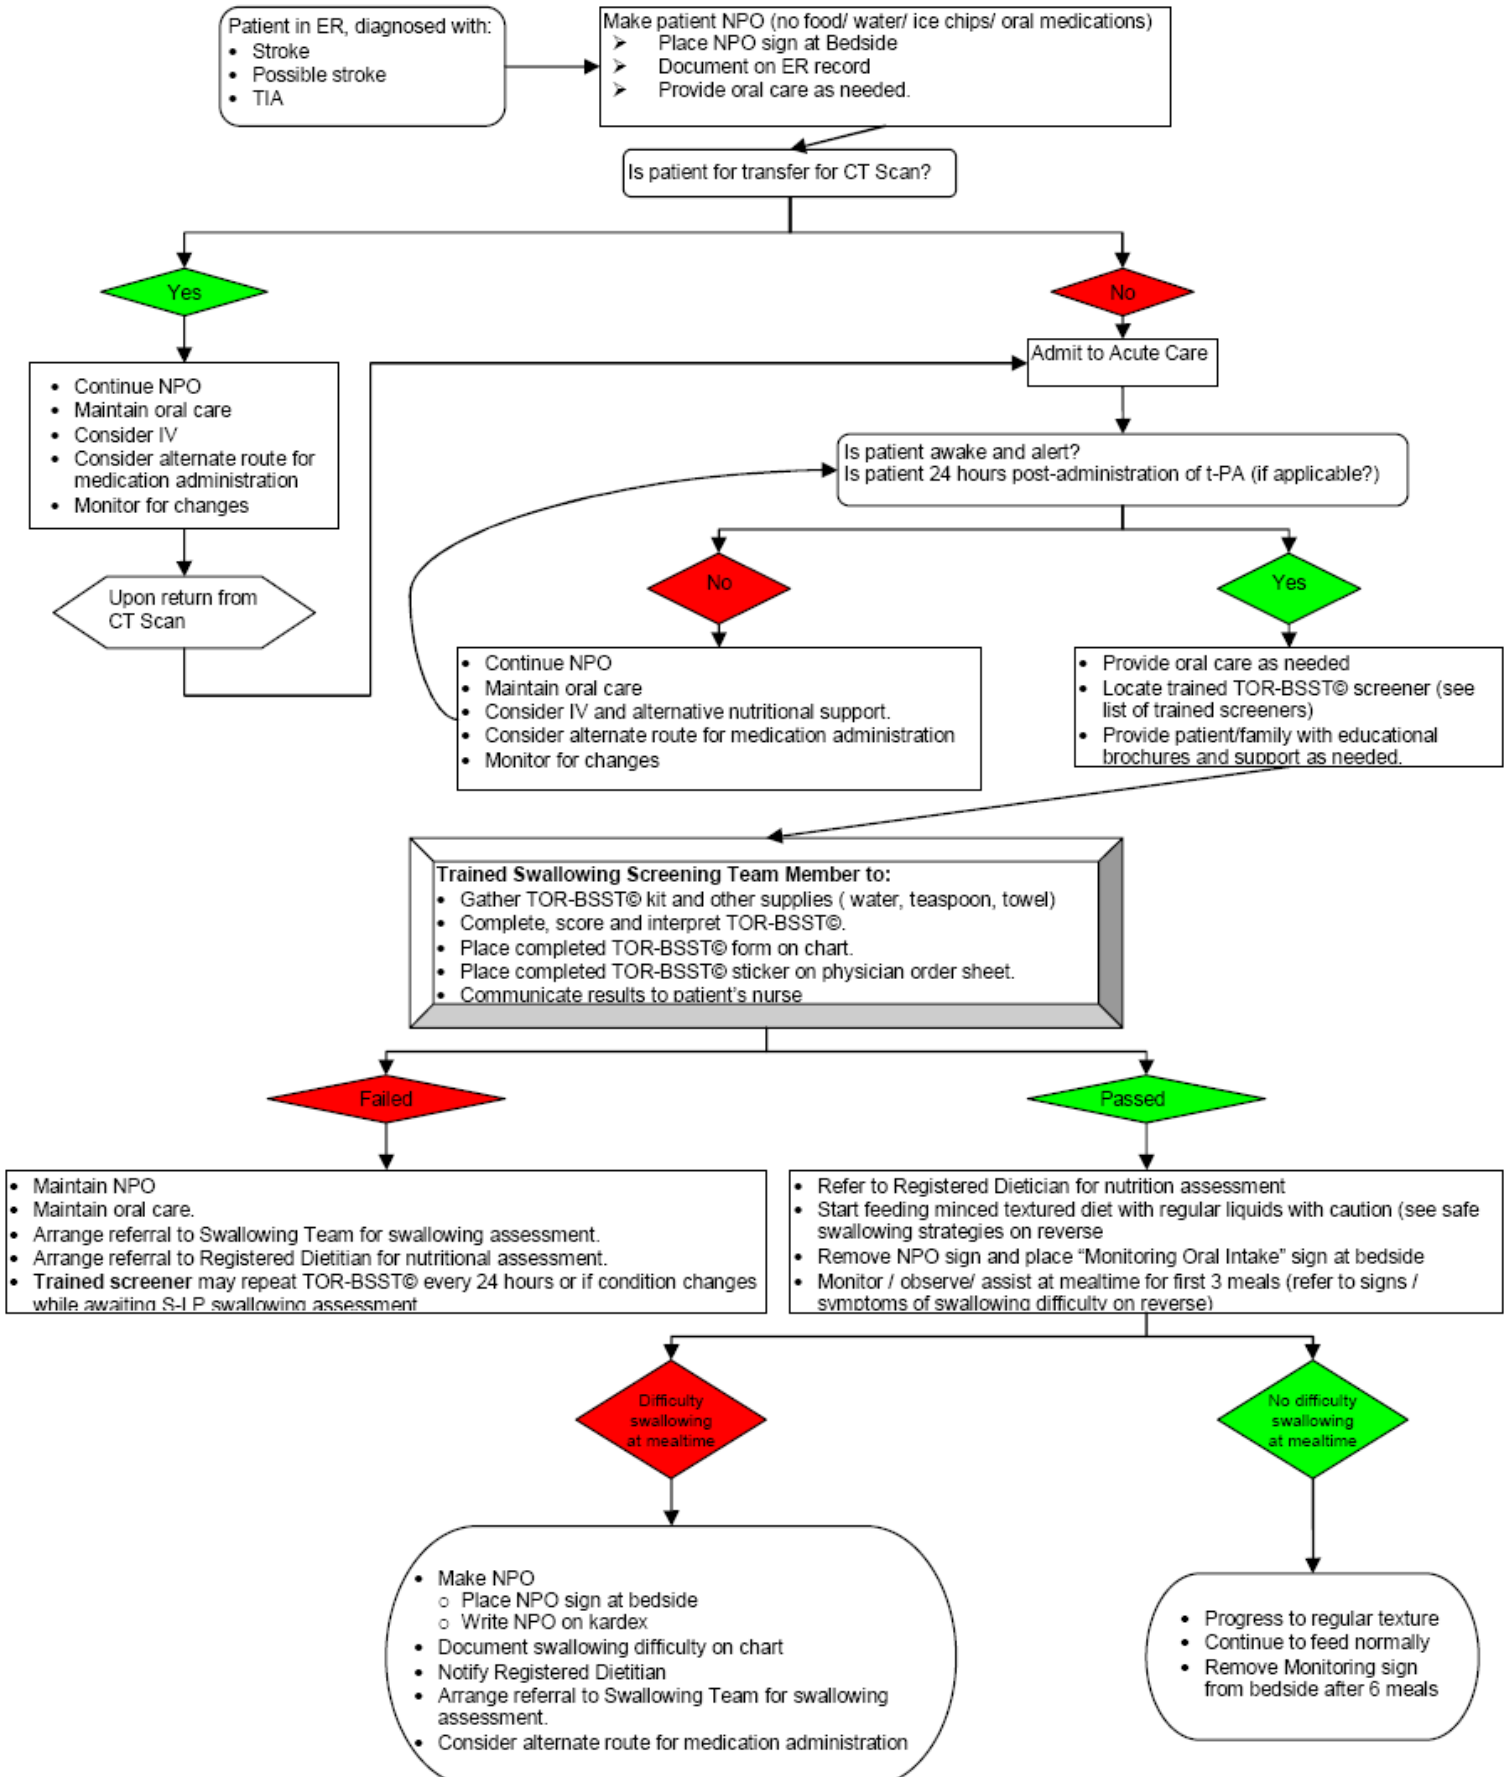 Patient in ER, diagnosed with:
• Stroke
• Possible stroke
• TIA
Make patient NPO (no food/ water/ ice chips/ oral medications)
➢ Place NPO sign at Bedside
➢ Document on ER record
➢ Provide oral care as needed.
Is patient for transfer for CT Scan?
Yes
No
• Continue NPO
• Maintain oral care
• Consider IV
• Consider alternate route for
medication administration
• Monitor for changes
Admit to Acute Care
Upon return from
CT Scan
Is patient awake and alert?
Is patient 24 hours post-administration of t-PA (if applicable?)
No
Yes
• Continue NPO
• Maintain oral care
• Consider IV and alternative nutritional support.
• Consider alternate route for medication administration
• Monitor for changes
• Provide oral care as needed
• Locate trained TOR-BSST© screener (see
list of trained screeners)
• Provide patient/family with educational
brochures and support as needed.
Trained Swallowing Screening Team Member to:
• Gather TOR-BSST© kit and other supplies ( water, teaspoon, towel)
• Complete, score and interpret TOR-BSST©.
• Place completed TOR-BSST© form on chart.
• Place completed TOR-BSST© sticker on physician order sheet.
• Communicate results to patient's nurse
Failed
Passed
• Maintain NPO
• Maintain oral care.
• Arrange referral to Swallowing Team for swallowing assessment.
• Arrange referral to Registered Dietitian for nutritional assessment.
• Trained screener may repeat TOR-BSST© every 24 hours or if condition changes
while awaiting S-LP swallowing assessment
• Refer to Registered Dietician for nutrition assessment
• Start feeding minced textured diet with regular liquids with caution (see safe
swallowing strategies on reverse
• Remove NPO sign and place “Monitoring Oral Intake” sign at bedside
• Monitor / observe/ assist at mealtime for first 3 meals (refer to signs /
symptoms of swallowing difficulty on reverse)
Difficulty
swallowing
at mealtime
No difficulty
swallowing
at mealtime
• Make NPO
o Place NPO sign at bedside
o Write NPO on kardex
• Document swallowing difficulty on chart
• Notify Registered Dietitian
• Arrange referral to Swallowing Team for swallowing
assessment.
• Consider alternate route for medication administration
• Progress to regular texture
• Continue to feed normally
• Remove Monitoring sign
from bedside after 6 meals